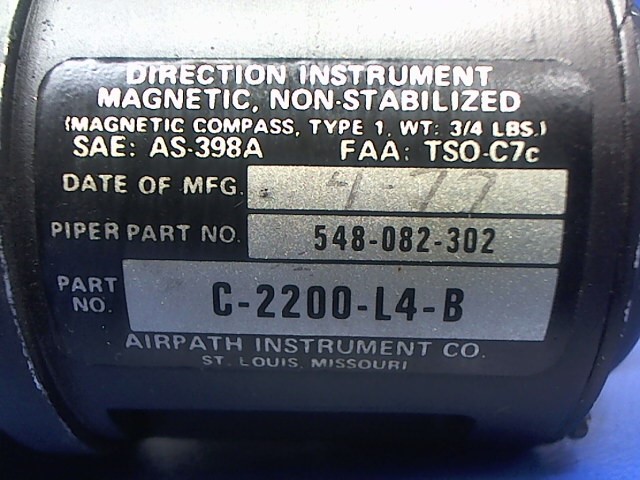 DIRECTION INSTRUMENT
MAGNETIC, NON-STABILIZED
(MAGNETIC COMPASS, TYPE 1, WT: 3/4 LBS.)
SAE: AS-398A FAA: TSO-C7c
DATE OF MFG. 4-77
PIPER PART NO. 548-082-302
PART NO. C-2200-L4-B
AIRPATH INSTRUMENT CO.
ST. LOUIS, MISSOURI